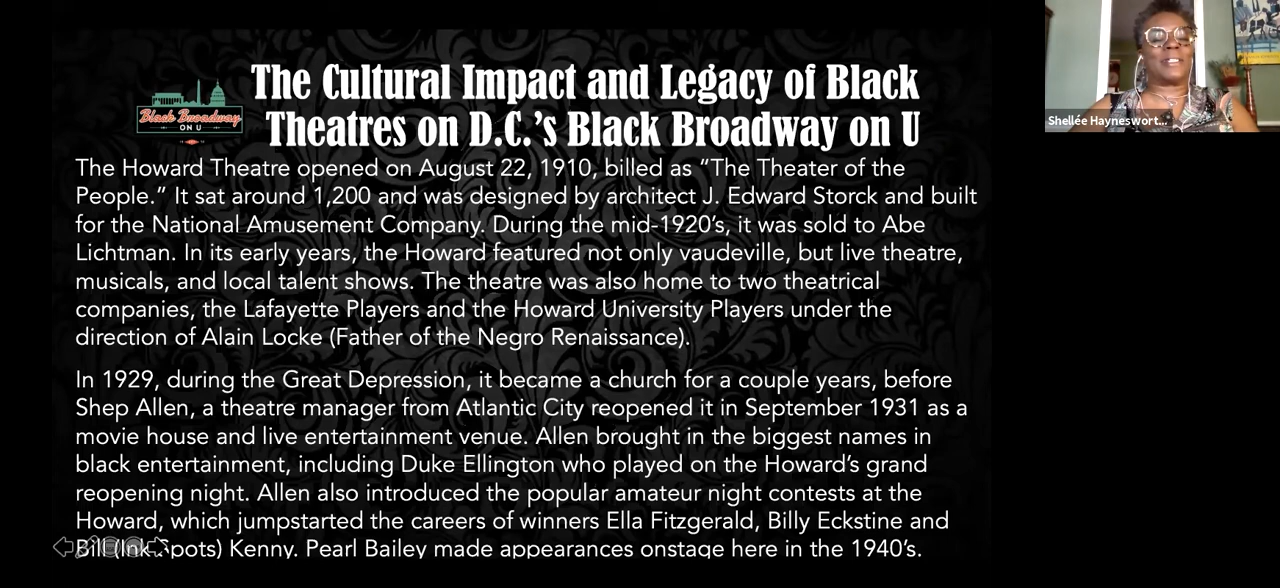 The Cultural Impact and Legacy of Black
Theatres on D.C.’s Black Broadway on U
Black Broadway
ON U
Shellée Hayneswort...
The Howard Theatre opened on August 22, 1910, billed as “The Theater of the
People.” It sat around 1,200 and was designed by architect J. Edward Storck and built
for the National Amusement Company. During the mid-1920’s, it was sold to Abe
Lichtman. In its early years, the Howard featured not only vaudeville, but live theatre,
musicals, and local talent shows. The theatre was also home to two theatrical
companies, the Lafayette Players and the Howard University Players under the
direction of Alain Locke (Father of the Negro Renaissance).
In 1929, during the Great Depression, it became a church for a couple years, before
Shep Allen, a theatre manager from Atlantic City reopened it in September 1931 as a
movie house and live entertainment venue. Allen brought in the biggest names in
black entertainment, including Duke Ellington who played on the Howard’s grand
reopening night. Allen also introduced the popular amateur night contests at the
Howard, which jumpstarted the careers of winners Ella Fitzgerald, Billy Eckstine and
Bill (Ink Spots) Kenny. Pearl Bailey made appearances onstage here in the 1940’s.